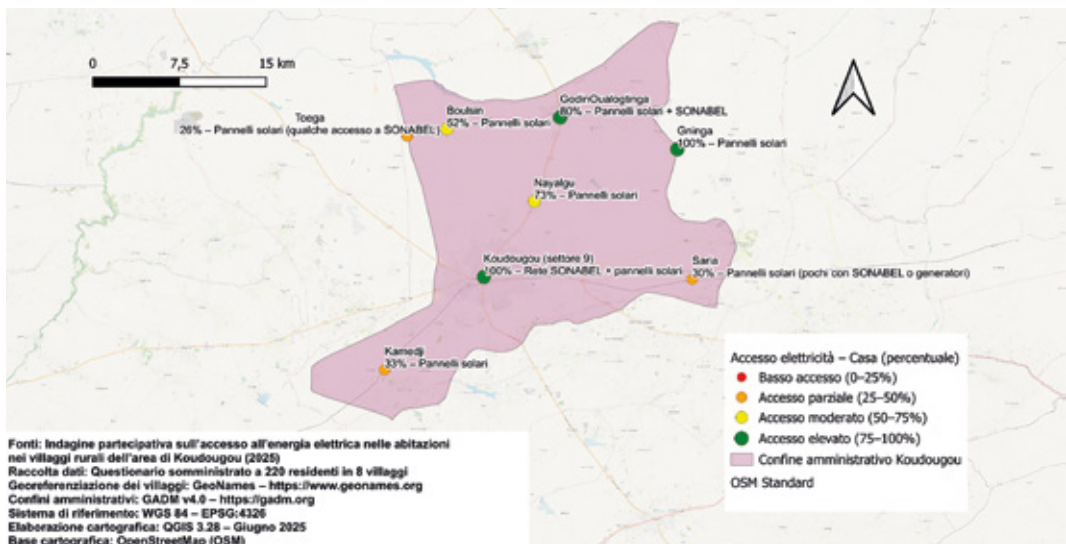 0 7,5 15 km
Toega
26% – Pannelli solari (qualche accesso a SONABEL)
Boulsin
52% – Pannelli solari
GodinOualogtinga
80% – Pannelli solari + SONABEL
Gninga
100% – Pannelli solari
Nayalgu
73% – Pannelli solari
Koudougou (settore 9)
100% – Rete SONABEL + pannelli solari
Saria
30% – Pannelli solari (pochi con SONABEL o generatori)
Kamedji
33% – Pannelli solari
Accesso elettricità – Casa (percentuale)
Basso accesso (0–25%)
Accesso parziale (25–50%)
Accesso moderato (50–75%)
Accesso elevato (75–100%)
Confine amministrativo Koudougou
OSM Standard
Fonti: Indagine partecipativa sull'accesso all'energia elettrica nelle abitazioni
nei villaggi rurali dell'area di Koudougou (2025)
Raccolta dati: Questionario somministrato a 220 residenti in 8 villaggi
Georeferenziazione dei villaggi: GeoNames – https://www.geonames.org
Confini amministrativi: GADM v4.0 – https://gadm.org
Sistema di riferimento: WGS 84 – EPSG:4326
Elaborazione cartografica: QGIS 3.28 – Giugno 2025
Base cartografica: OpenStreetMap (OSM)